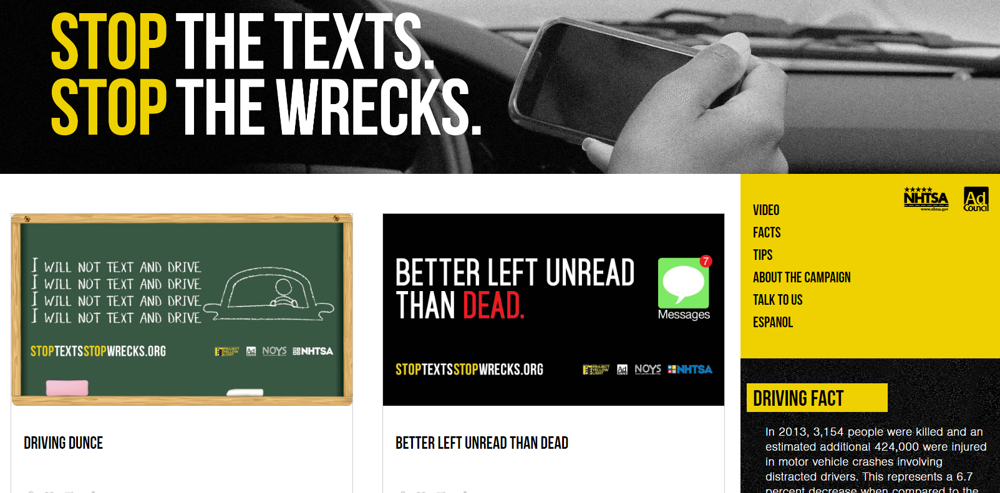 STOP THE TEXTS.
STOP THE WRECKS.
I WILL NOT TEXT AND DRIVE
I WILL NOT TEXT AND DRIVE
I WILL NOT TEXT AND DRIVE
I WILL NOT TEXT AND DRIVE
STOPTEXTSSTOPWRECKS.ORG
PROJECT
YELLOW
LIGHT
Ad
Council
NOYS
NHTSA
DRIVING DUNCE
BETTER LEFT UNREAD
THAN DEAD.
7
Messages
STOPTEXTSSTOPWRECKS.ORG
PROJECT
YELLOW
LIGHT
Ad
Council
NOYS
NHTSA
BETTER LEFT UNREAD THAN DEAD
NHTSA
www.nhtsa.gov
Ad
Council
VIDEO
FACTS
TIPS
ABOUT THE CAMPAIGN
TALK TO US
ESPANOL
DRIVING FACT
In 2013, 3,154 people were killed and an
estimated additional 424,000 were injured
in motor vehicle crashes involving
distracted drivers. This represents a 6.7
percent decrease when compared to the